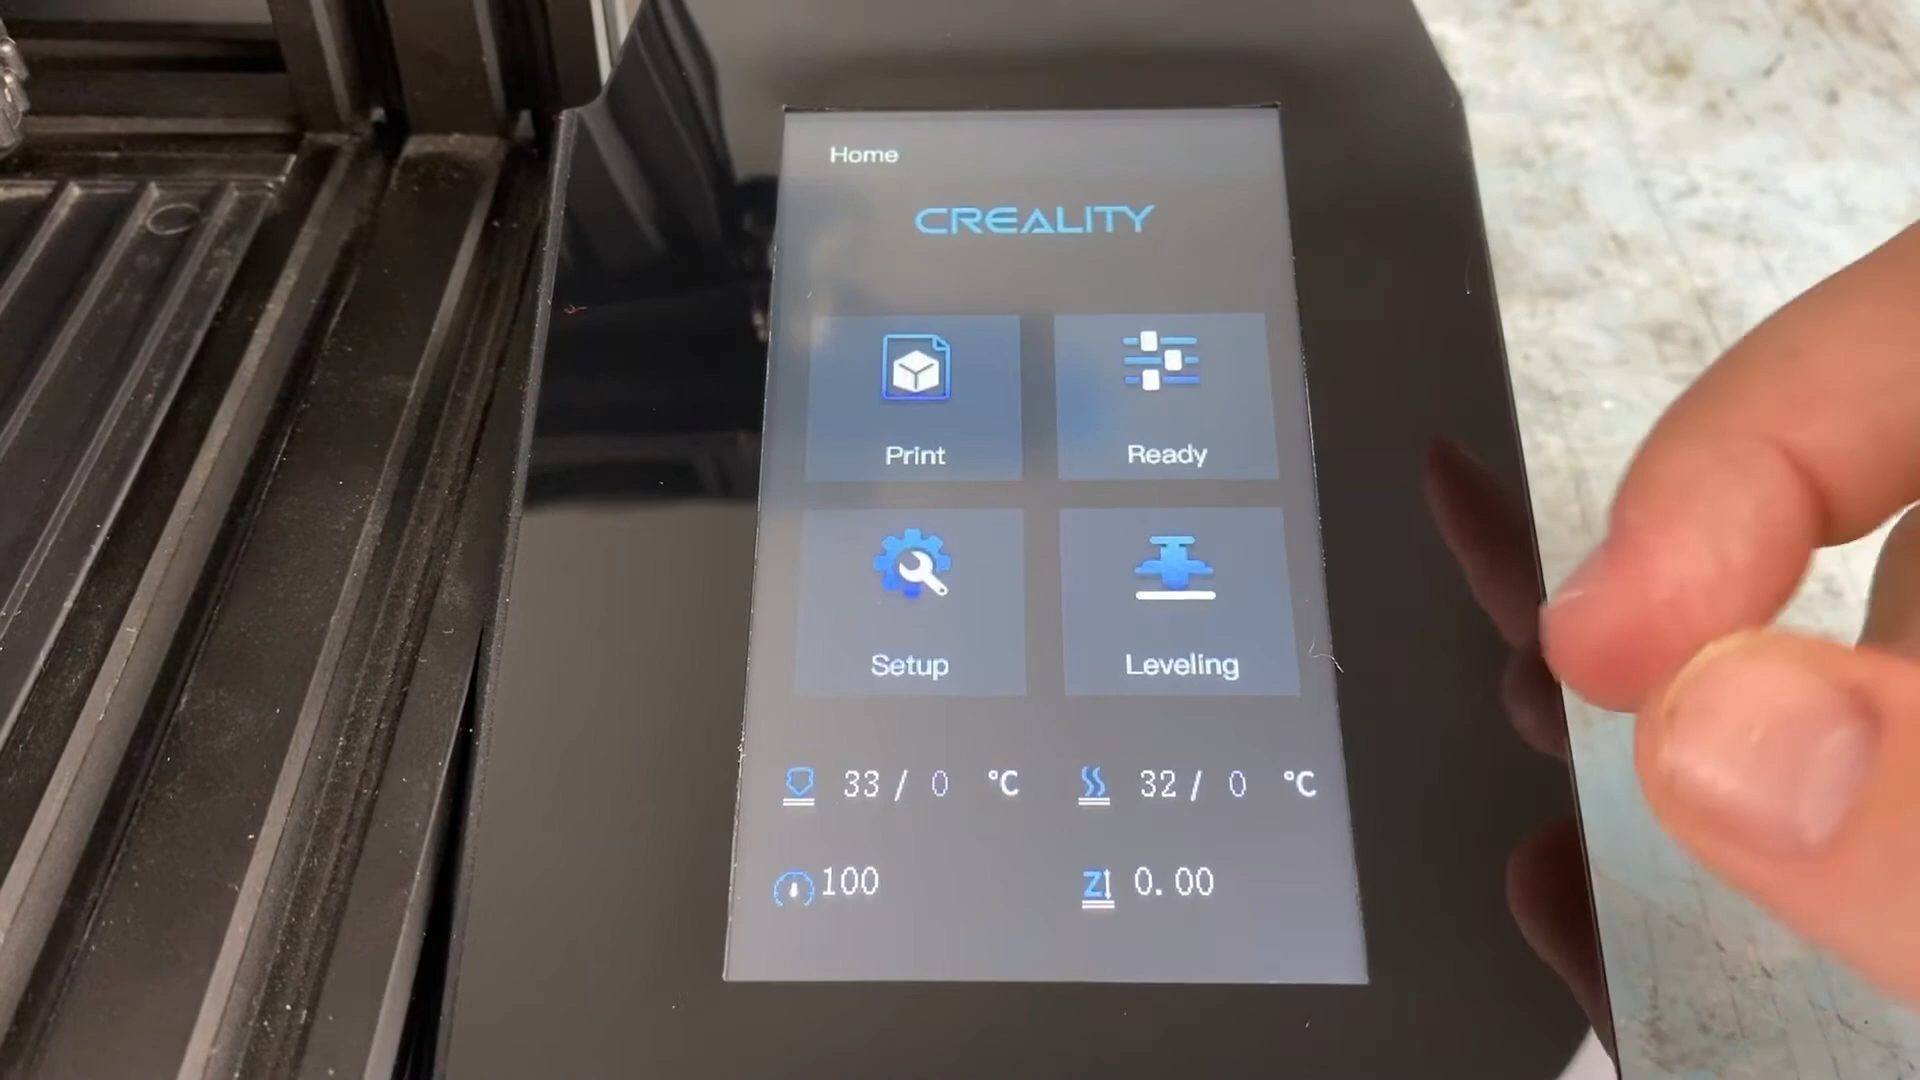 Home
CREALITY
Print Ready
Setup Leveling
33 / 0 °C 32 / 0 °C
100 Z 0.00